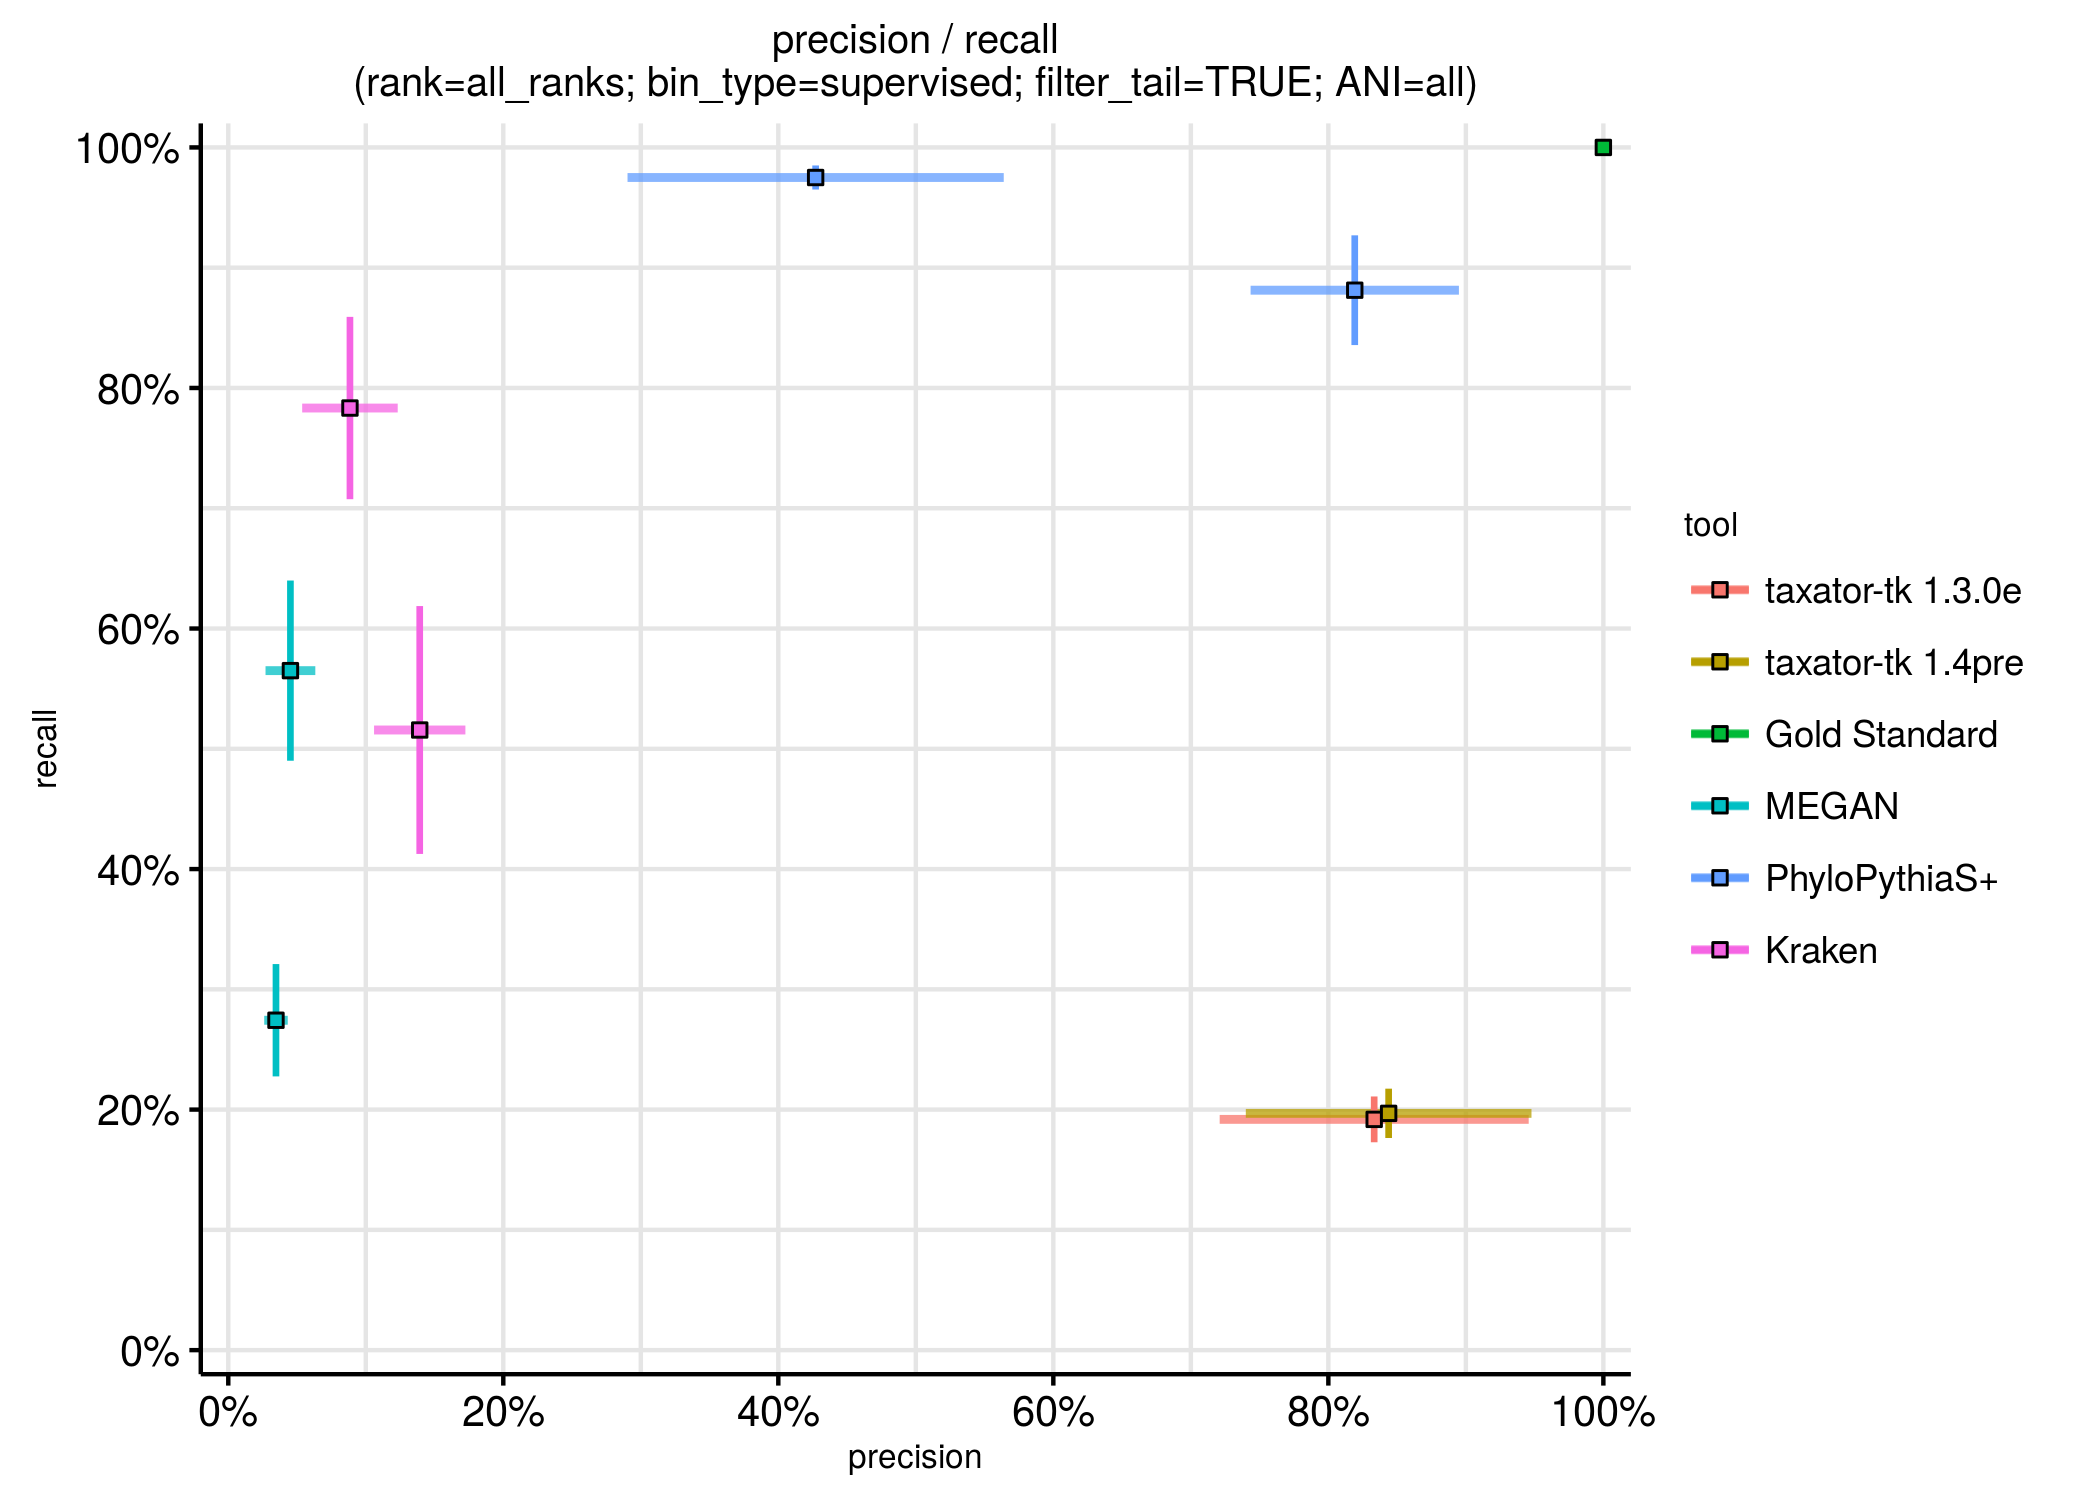 precision / recall
(rank=all_ranks; bin_type=supervised; filter_tail=TRUE; ANI=all)
100%
80%
60%
40%
20%
0%
recall
0%
20%
40%
60%
80%
100%
precision
tool
taxator-tk 1.3.0e
taxator-tk 1.4pre
Gold Standard
MEGAN
PhyloPythiaS+
Kraken